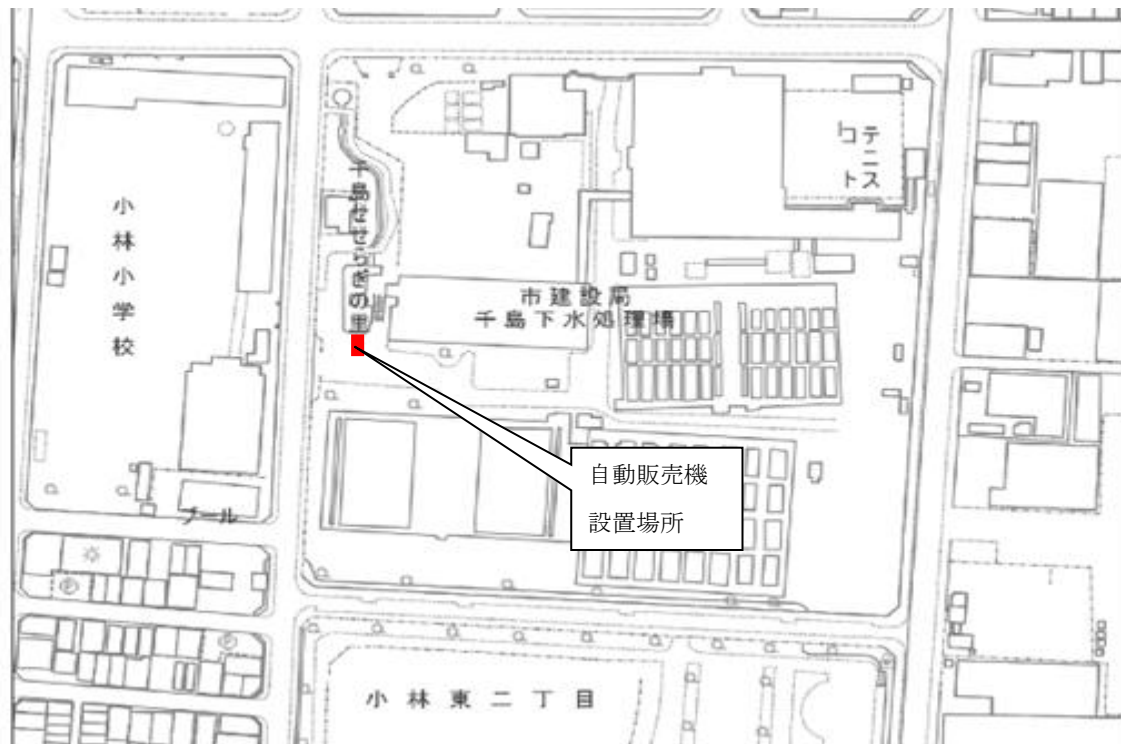 テニス
コート
千島せせらぎの里
小林小学校
市建設局
千島下水処理場
自動販売機
設置場所
プール
小林東二丁目